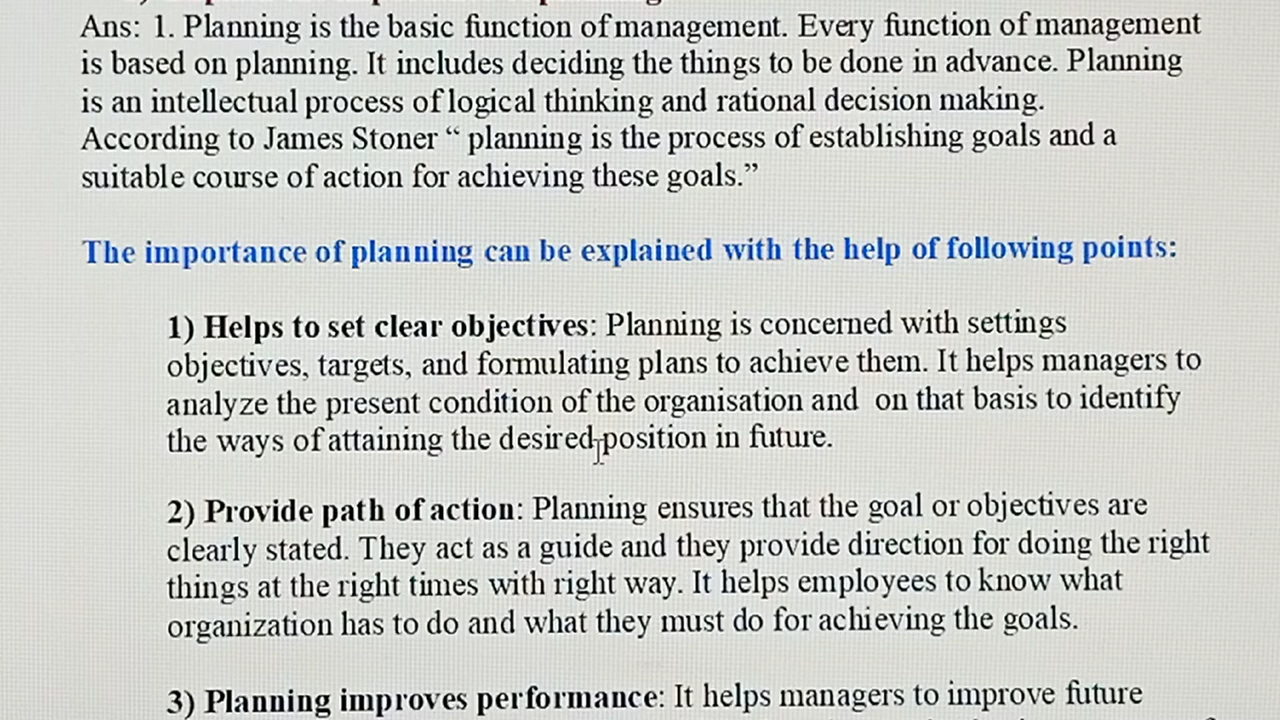 Ans: 1. Planning is the basic function of management. Every function of management
is based on planning. It includes deciding the things to be done in advance. Planning
is an intellectual process of logical thinking and rational decision making.
According to James Stoner “ planning is the process of establishing goals and a
suitable course of action for achieving these goals.”
The importance of planning can be explained with the help of following points:
1) Helps to set clear objectives: Planning is concerned with settings
objectives, targets, and formulating plans to achieve them. It helps managers to
analyze the present condition of the organisation and  on that basis to identify
the ways of attaining the desired position in future.
2) Provide path of action: Planning ensures that the goal or objectives are
clearly stated. They act as a guide and they provide direction for doing the right
things at the right times with right way. It helps employees to know what
organization has to do and what they must do for achieving the goals.
3) Planning improves performance: It helps managers to improve future